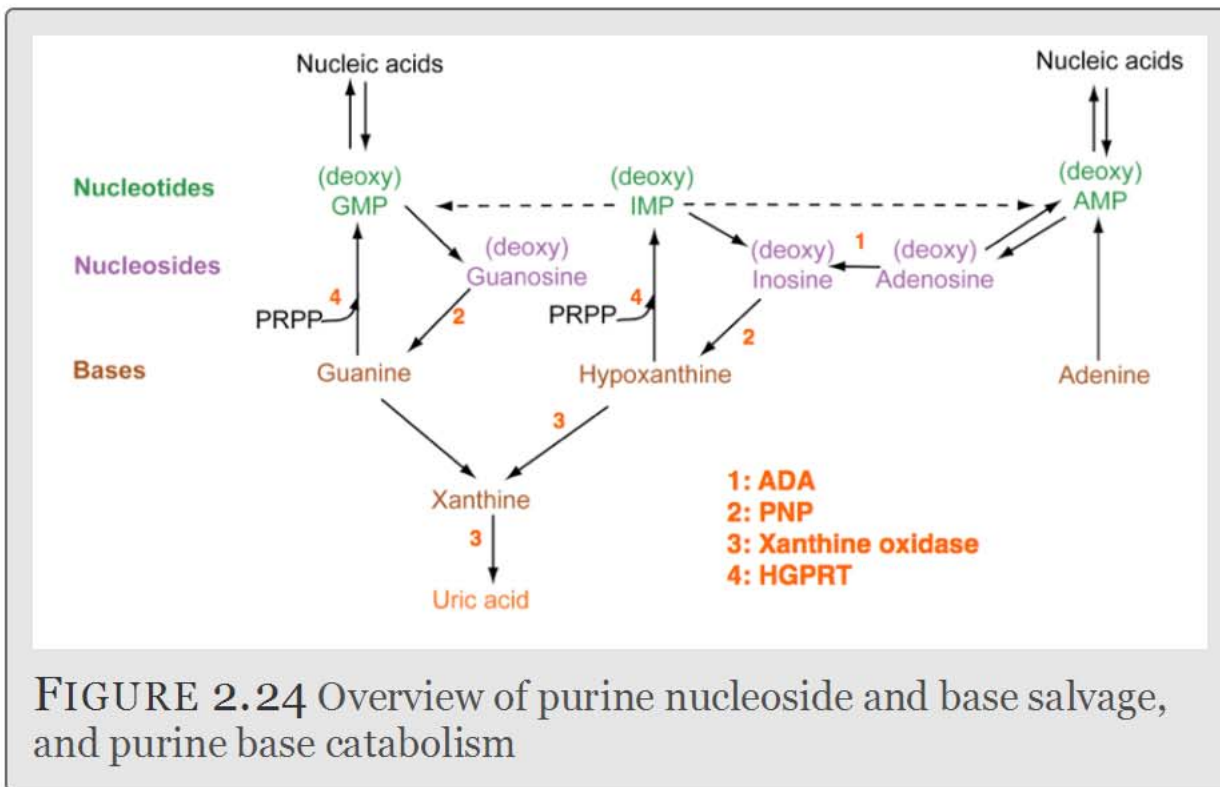 Nucleic acids
Nucleic acids
Nucleotides
(deoxy)
GMP
(deoxy)
IMP
(deoxy)
AMP
Nucleosides
(deoxy)
Guanosine
(deoxy)
Inosine
1
(deoxy)
Adenosine
PRPP
4
2
PRPP
4
2
Bases
Guanine
Hypoxanthine
Adenine
3
Xanthine
3
Uric acid
1: ADA
2: PNP
3: Xanthine oxidase
4: HGPRT
FIGURE 2.24 Overview of purine nucleoside and base salvage,
and purine base catabolism